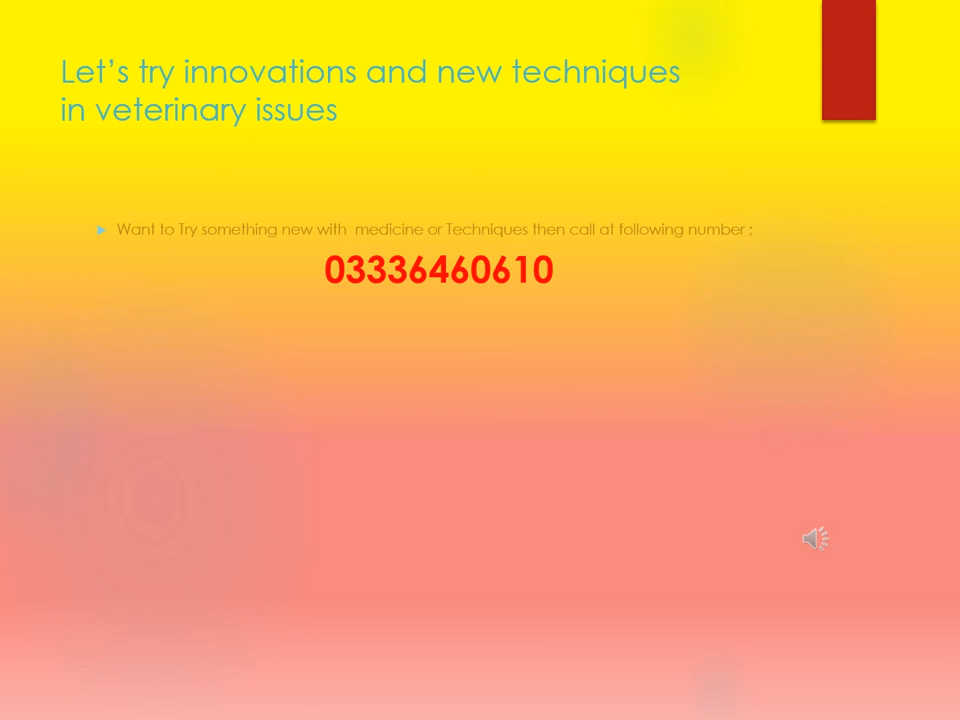 Let’s try innovations and new techniques
in veterinary issues
Want to Try something new with  medicine or Techniques then call at following number ;
03336460610